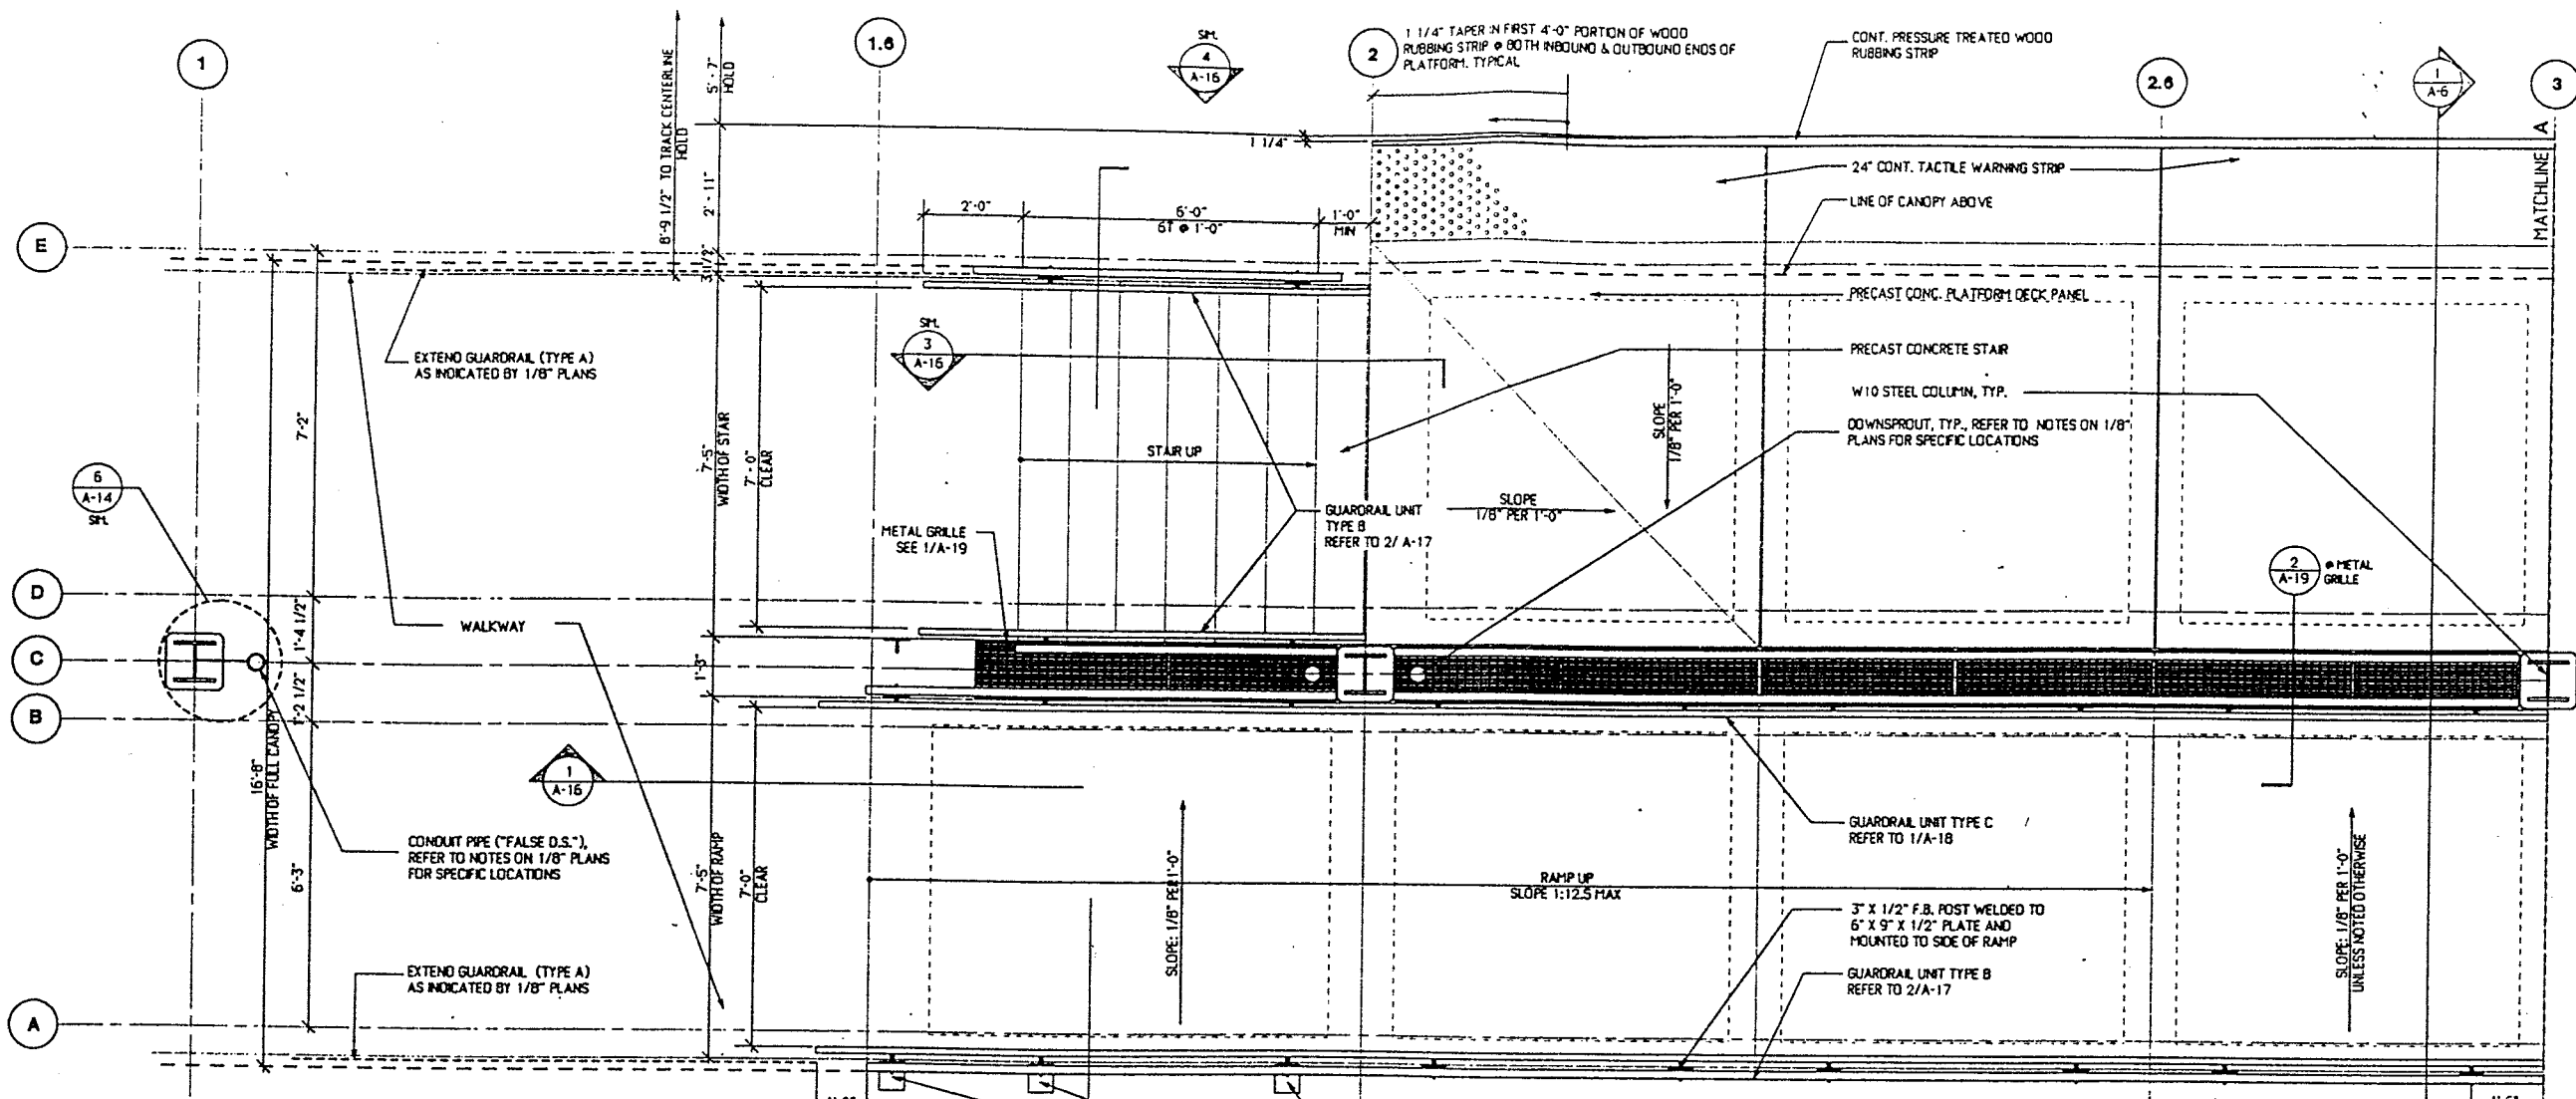 1
1.6
2
2.6
3
E
D
C
B
A
8'-9 1/2" TO TRACK CENTERLINE
HOLD
5'-7"
HOLD
2'-11"
3 1/2"
SIM.
4
A-16
1 1/4" TAPER IN FIRST 4'-0" PORTION OF WOOD
RUBBING STRIP @ BOTH INBOUND & OUTBOUND ENDS OF
PLATFORM. TYPICAL
CONT. PRESSURE TREATED WOOD
RUBBING STRIP
1
A-6
MATCHLINE A
1 1/4"
24" CONT. TACTILE WARNING STRIP
LINE OF CANOPY ABOVE
2'-0"
6'-0"
6T @ 1'-0"
1'-0"
MIN
PRECAST CONC. PLATFORM DECK PANEL
PRECAST CONCRETE STAIR
W10 STEEL COLUMN, TYP.
DOWNSPROUT, TYP., REFER TO NOTES ON 1/8"
PLANS FOR SPECIFIC LOCATIONS
EXTEND GUARDRAIL (TYPE A)
AS INDICATED BY 1/8" PLANS
SIM.
3
A-16
7'-2"
7'-5"
WIDTH OF STAIR
7'-0"
CLEAR
STAIR UP
SLOPE
1/8" PER 1'-0"
SLOPE
1/8" PER 1'-0"
GUARDRAIL UNIT
TYPE B
REFER TO 2/ A-17
METAL GRILLE
SEE 1/A-19
6
A-14
SIM.
2
A-19
@ METAL
GRILLE
WALKWAY
1'-4 1/2"
1'-2 1/2"
1'-3"
16'-8"
WIDTH OF FULL CANOPY
6'-3"
1
A-16
CONDUIT PIPE ("FALSE D.S."),
REFER TO NOTES ON 1/8" PLANS
FOR SPECIFIC LOCATIONS
7'-5"
WIDTH OF RAMP
7'-0"
CLEAR
SLOPE: 1/8" PER 1'-0"
RAMP UP
SLOPE 1:12.5 MAX
GUARDRAIL UNIT TYPE C
REFER TO 1/A-18
3" X 1/2" F.B. POST WELDED TO
6" X 9" X 1/2" PLATE AND
MOUNTED TO SIDE OF RAMP
GUARDRAIL UNIT TYPE B
REFER TO 2/A-17
SLOPE: 1/8" PER 1'-0"
UNLESS NOTED OTHERWISE
EXTEND GUARDRAIL (TYPE A)
AS INDICATED BY 1/8" PLANS